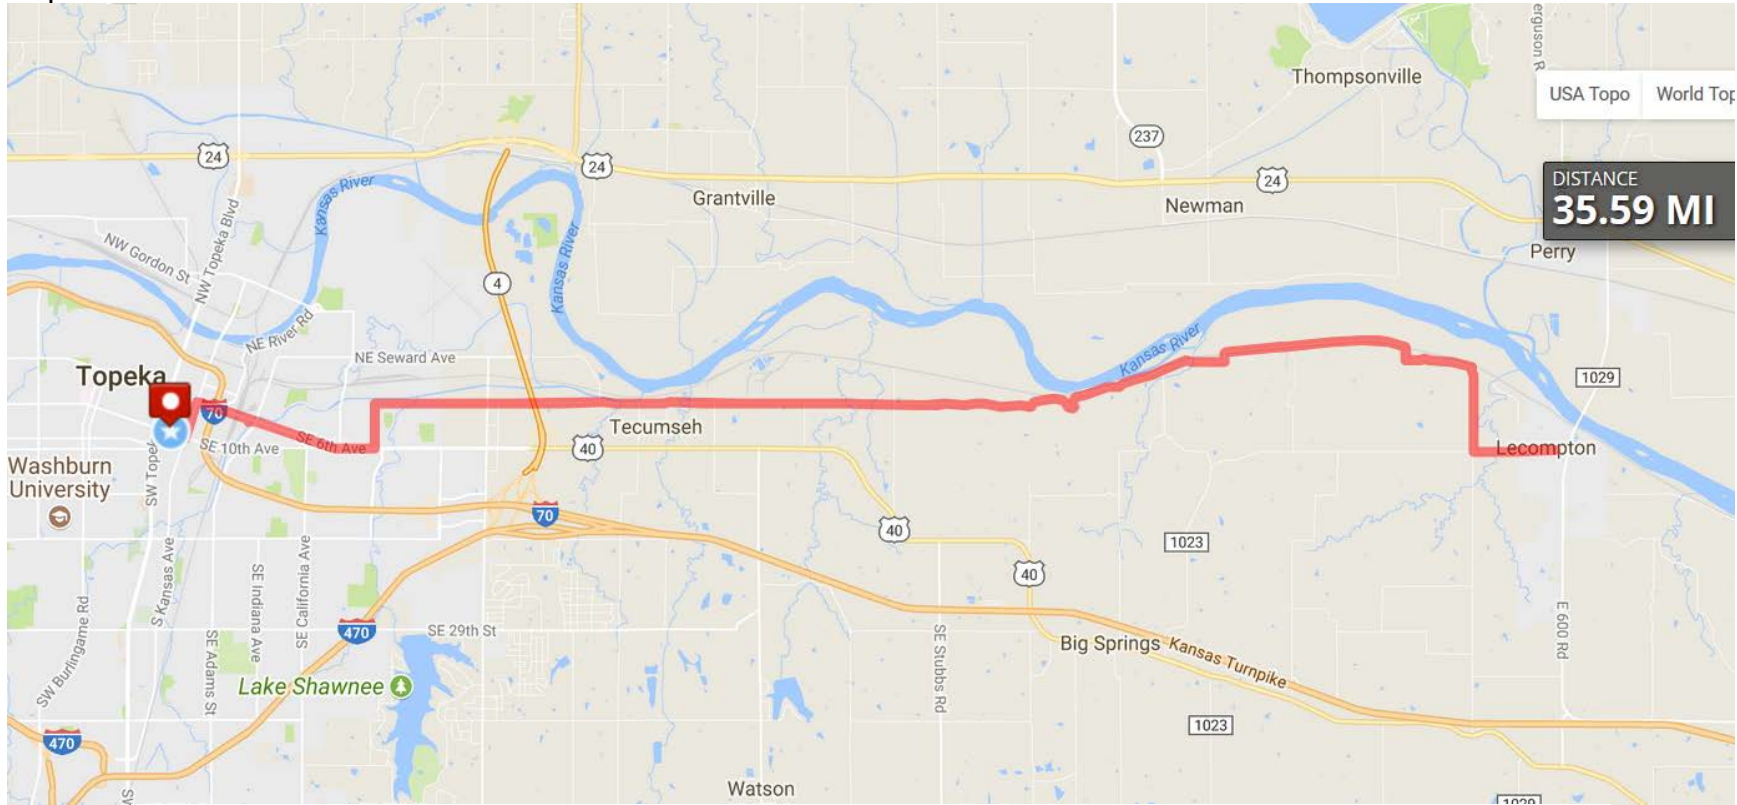 erguson R
Thompsonville
USA Topo
World Top
237
24
24
24
DISTANCE
35.59 MI
Kansas River
Grantville
Newman
NW Topeka Blvd
NW Gordon St
Kansas River
Perry
4
NE River Rd
NE Seward Ave
Kansas River
1029
Topeka
70
SE 6th Ave
SE 10th Ave
Tecumseh
40
Lecompton
Washburn
University
SW Tope
70
40
1023
S Kansas Ave
SE Indiana Ave
SE California Ave
40
SW Burlingame Rd
SE Adams St
470
SE 29th St
SE Stubbs Rd
Big Springs
Kansas Turnpike
E 600 Rd
Lake Shawnee
1023
470
Watson
SW
1029